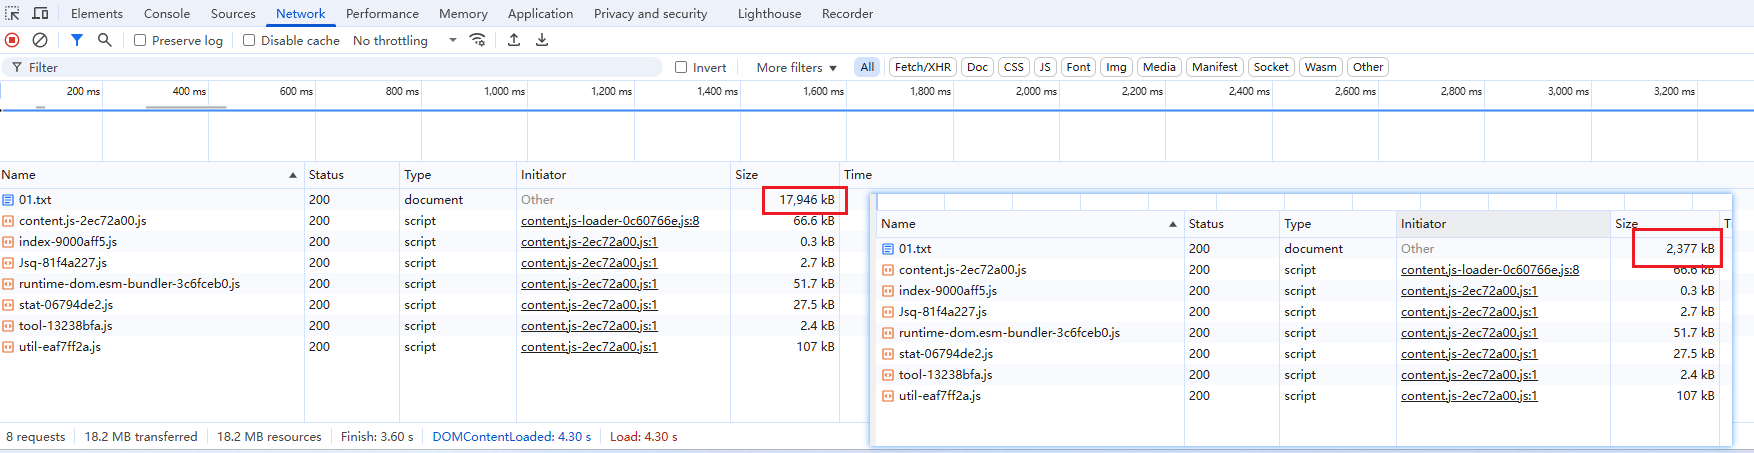 Elements Console Sources Network Performance Memory Application Privacy and security Lighthouse Recorder
Preserve log Disable cache No throttling
Filter Invert More filters All Fetch/XHR Doc CSS JS Font Img Media Manifest Socket Wasm Other
200 ms 400 ms 600 ms 800 ms 1,000 ms 1,200 ms 1,400 ms 1,600 ms 1,800 ms 2,000 ms 2,200 ms 2,400 ms 2,600 ms 2,800 ms 3,000 ms 3,200 ms
Name Status Type Initiator Size Time
01.txt 200 document Other 17,946 kB
content.js-2ec72a00.js 200 script content.js-loader-0c60766e.js:8 66.6 kB
index-9000aff5.js 200 script content.js-2ec72a00.js:1 0.3 kB
Jsq-81f4a227.js 200 script content.js-2ec72a00.js:1 2.7 kB
runtime-dom.esm-bundler-3c6fceb0.js 200 script content.js-2ec72a00.js:1 51.7 kB
stat-06794de2.js 200 script content.js-2ec72a00.js:1 27.5 kB
tool-13238bfa.js 200 script content.js-2ec72a00.js:1 2.4 kB
util-eaf7ff2a.js 200 script content.js-2ec72a00.js:1 107 kB
8 requests 18.2 MB transferred 18.2 MB resources Finish: 3.60 s DOMContentLoaded: 4.30 s Load: 4.30 s
Name Status Type Initiator Size T
01.txt 200 document Other 2,377 kB
content.js-2ec72a00.js 200 script content.js-loader-0c60766e.js:8 66.6 kB
index-9000aff5.js 200 script content.js-2ec72a00.js:1 0.3 kB
Jsq-81f4a227.js 200 script content.js-2ec72a00.js:1 2.7 kB
runtime-dom.esm-bundler-3c6fceb0.js 200 script content.js-2ec72a00.js:1 51.7 kB
stat-06794de2.js 200 script content.js-2ec72a00.js:1 27.5 kB
tool-13238bfa.js 200 script content.js-2ec72a00.js:1 2.4 kB
util-eaf7ff2a.js 200 script content.js-2ec72a00.js:1 107 kB